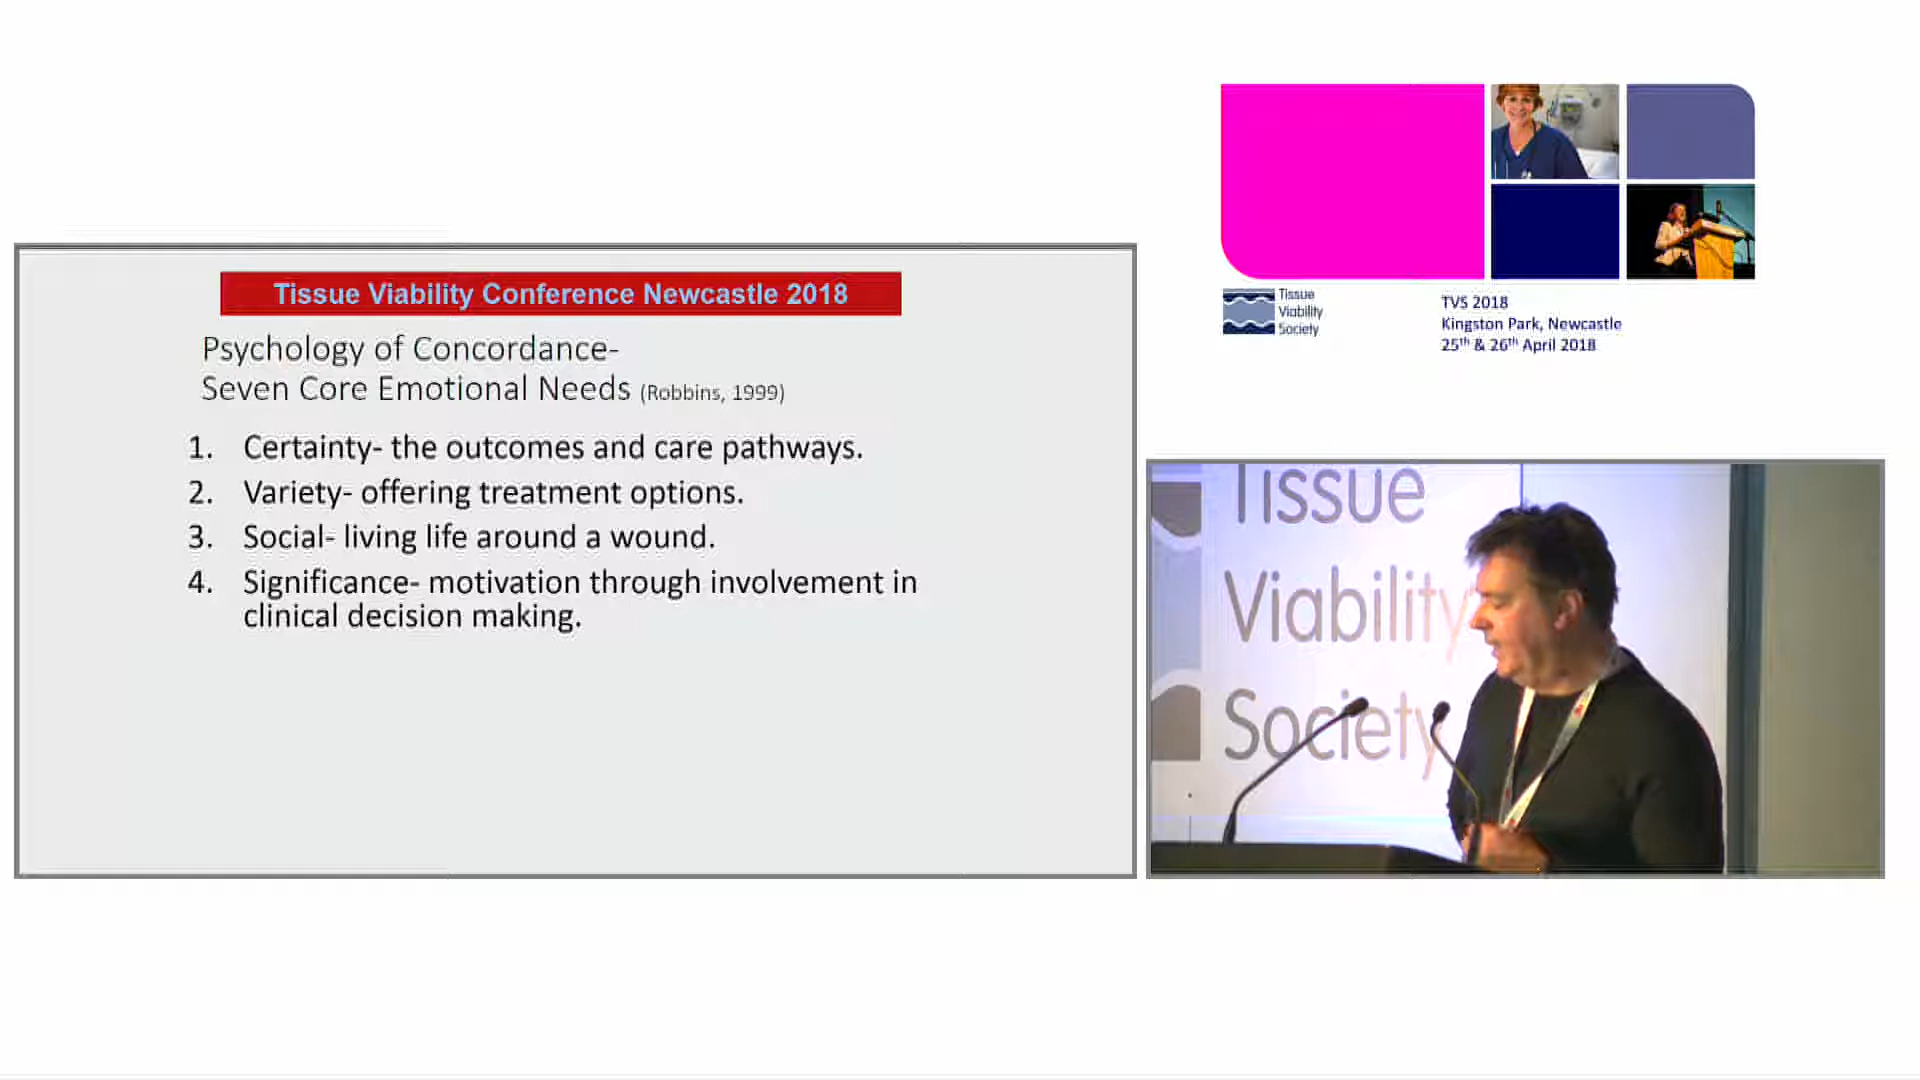 Tissue Viability Conference Newcastle 2018
Psychology of Concordance-
Seven Core Emotional Needs (Robbins, 1999)
1. Certainty- the outcomes and care pathways.
2. Variety- offering treatment options.
3. Social- living life around a wound.
4. Significance- motivation through involvement in
clinical decision making.
Tissue
Viability
Society
TVS 2018
Kingston Park, Newcastle
25th & 26th April 2018
Tissue
Viability
Society